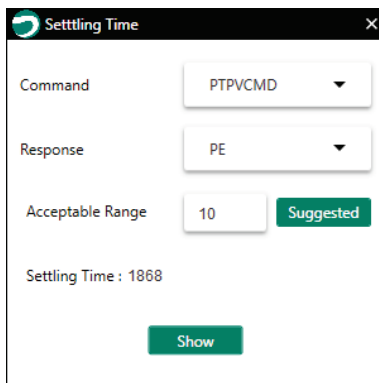 Setttling Time
Command PTPVCMD
Response PE
Acceptable Range 10 Suggested
Settling Time : 1868
Show